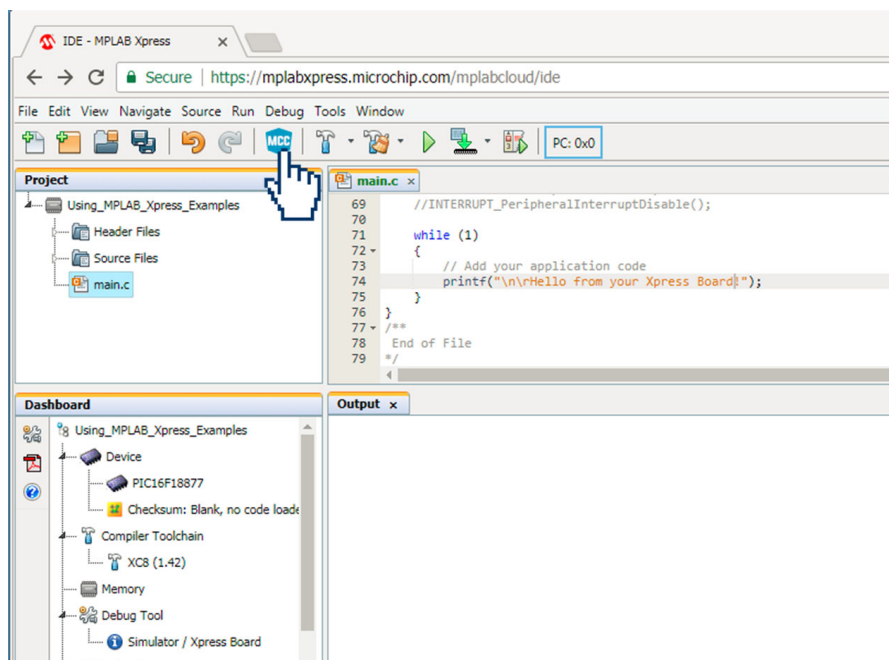 IDE - MPLAB Xpress
Secure | https://mplabxpress.microchip.com/mplabcloud/ide
File Edit View Navigate Source Run Debug Tools Window
MCC
PC: 0x0
Project
Using_MPLAB_Xpress_Examples
Header Files
Source Files
main.c
main.c
69 //INTERRUPT_PeripheralInterruptDisable();
70
71 while (1)
72 {
73 // Add your application code
74 printf("\n\rHello from your Xpress Board!");
75 }
76 }
77 /**
78 End of File
79 */
Dashboard
Using_MPLAB_Xpress_Examples
Device
PIC16F18877
Checksum: Blank, no code loade
Compiler Toolchain
XC8 (1.42)
Memory
Debug Tool
Simulator / Xpress Board
Output